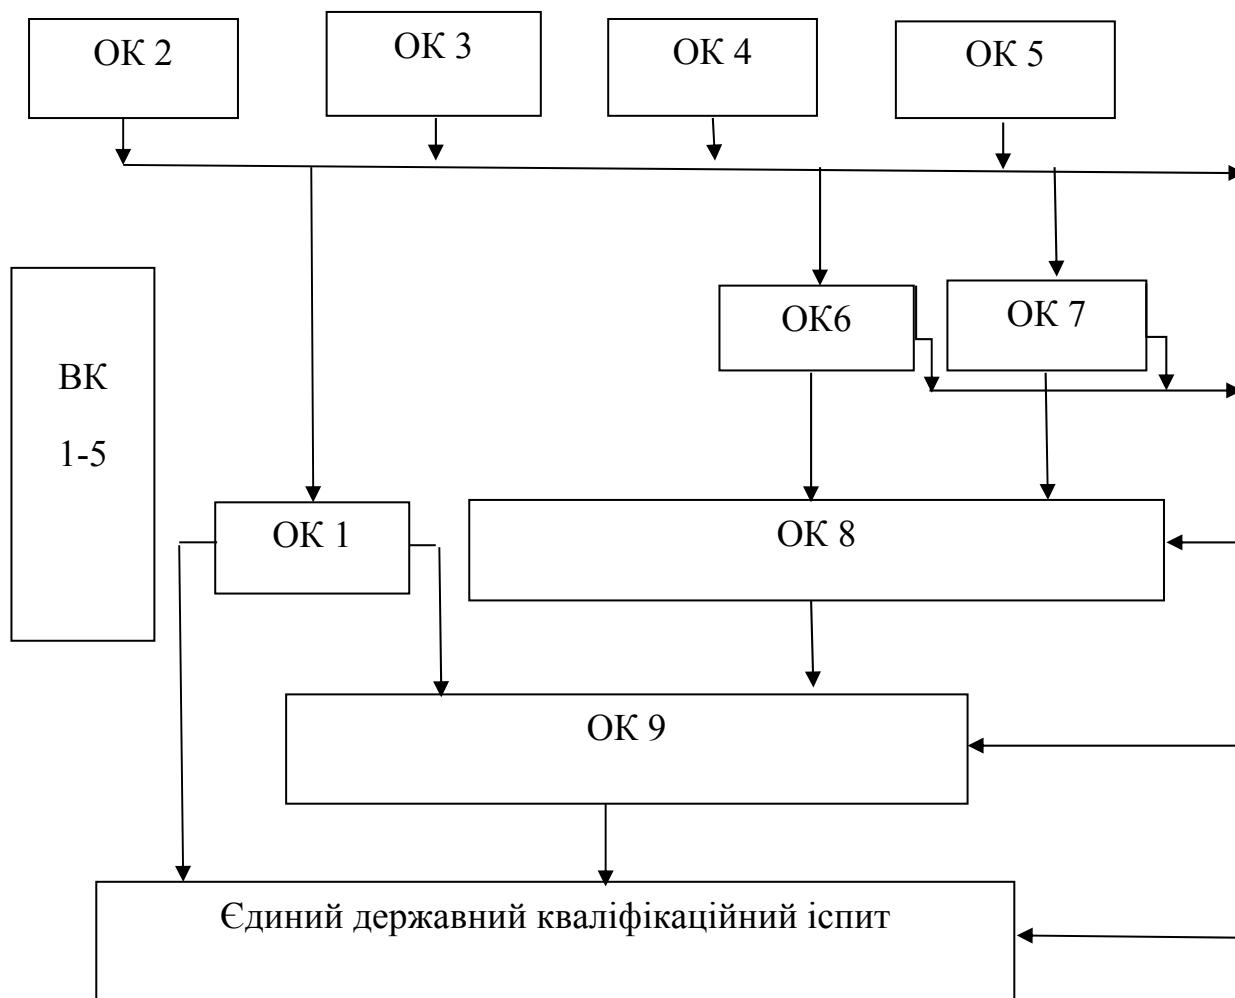 ОК 2
ОК 3
ОК 4
ОК 5
ОК6
ОК 7
ВК
1-5
ОК 1
ОК 8
ОК 9
Єдиний державний кваліфікаційний іспит